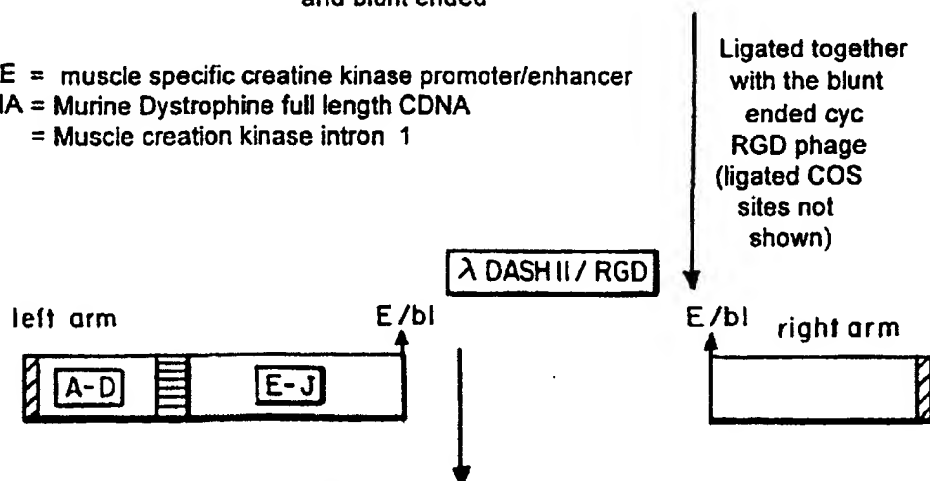 and blunt ended
E = muscle specific creatine kinase promoter/enhancer
IA = Murine Dystrophine full length CDNA
= Muscle creation kinase intron 1
Ligated together
with the blunt
ended cyc
RGD phage
(ligated COS
sites not
shown)
λ DASH II / RGD
left arm
E/bl
E/bl
right arm
A-D
E-J